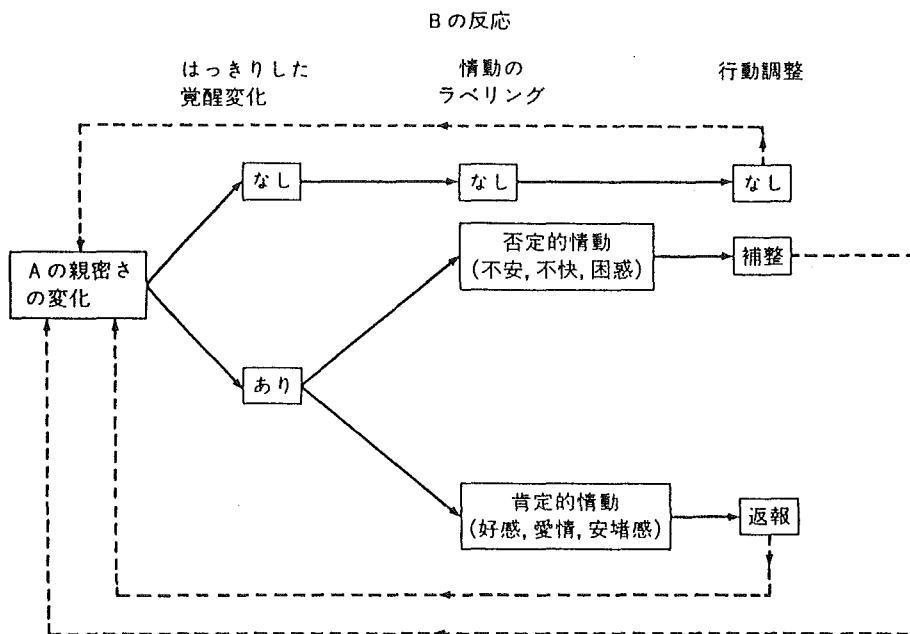 Bの反応
はっきりした
覚醒変化
情動の
ラベリング
行動調整
なし
なし
なし
Aの親密さ
の変化
否定的情動
(不安,不快,困惑)
補整
あり
肯定的情動
(好感,愛情,安堵感)
返報